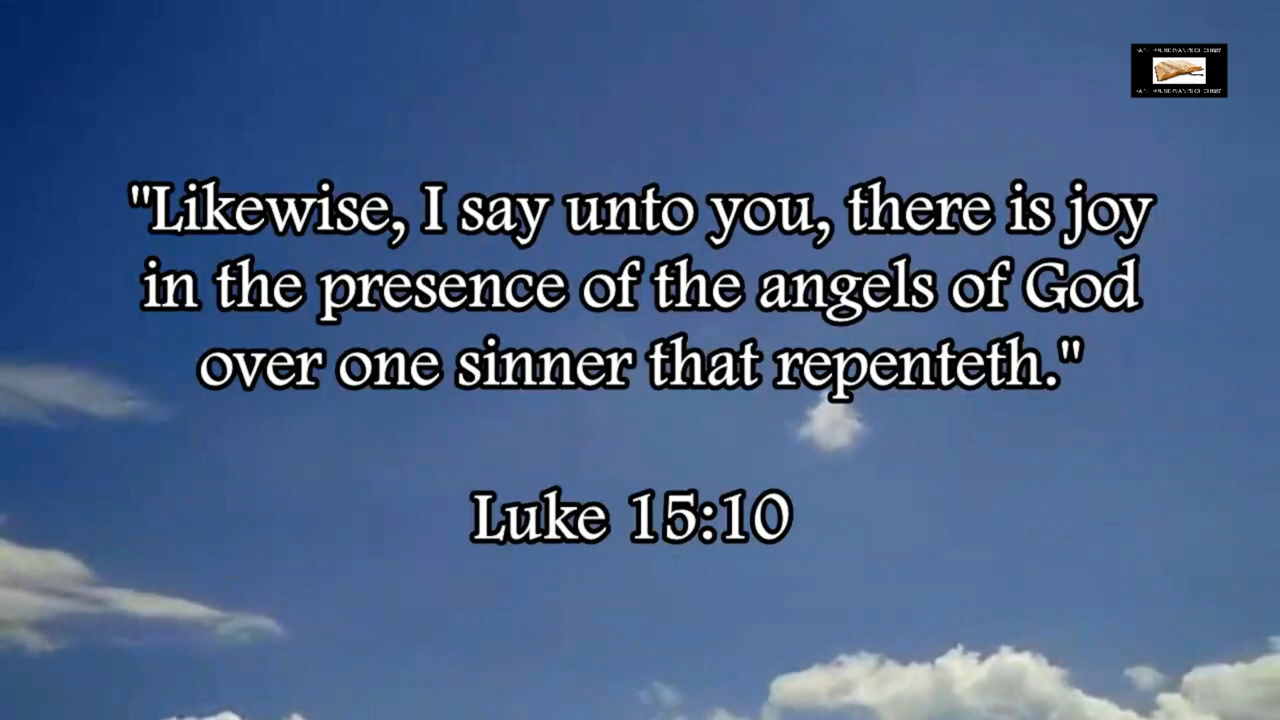 "Likewise, I say unto you, there is joy
in the presence of the angels of God
over one sinner that repenteth."
Luke 15:10